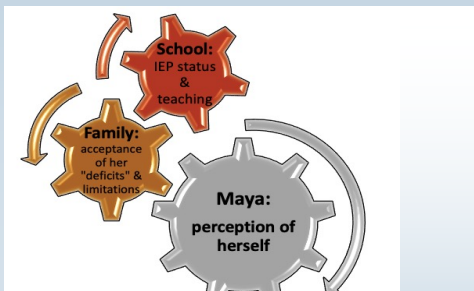 School:
IEP status
&
teaching
Family:
acceptance
of her
"deficits" &
limitations
Maya:
perception of
herself